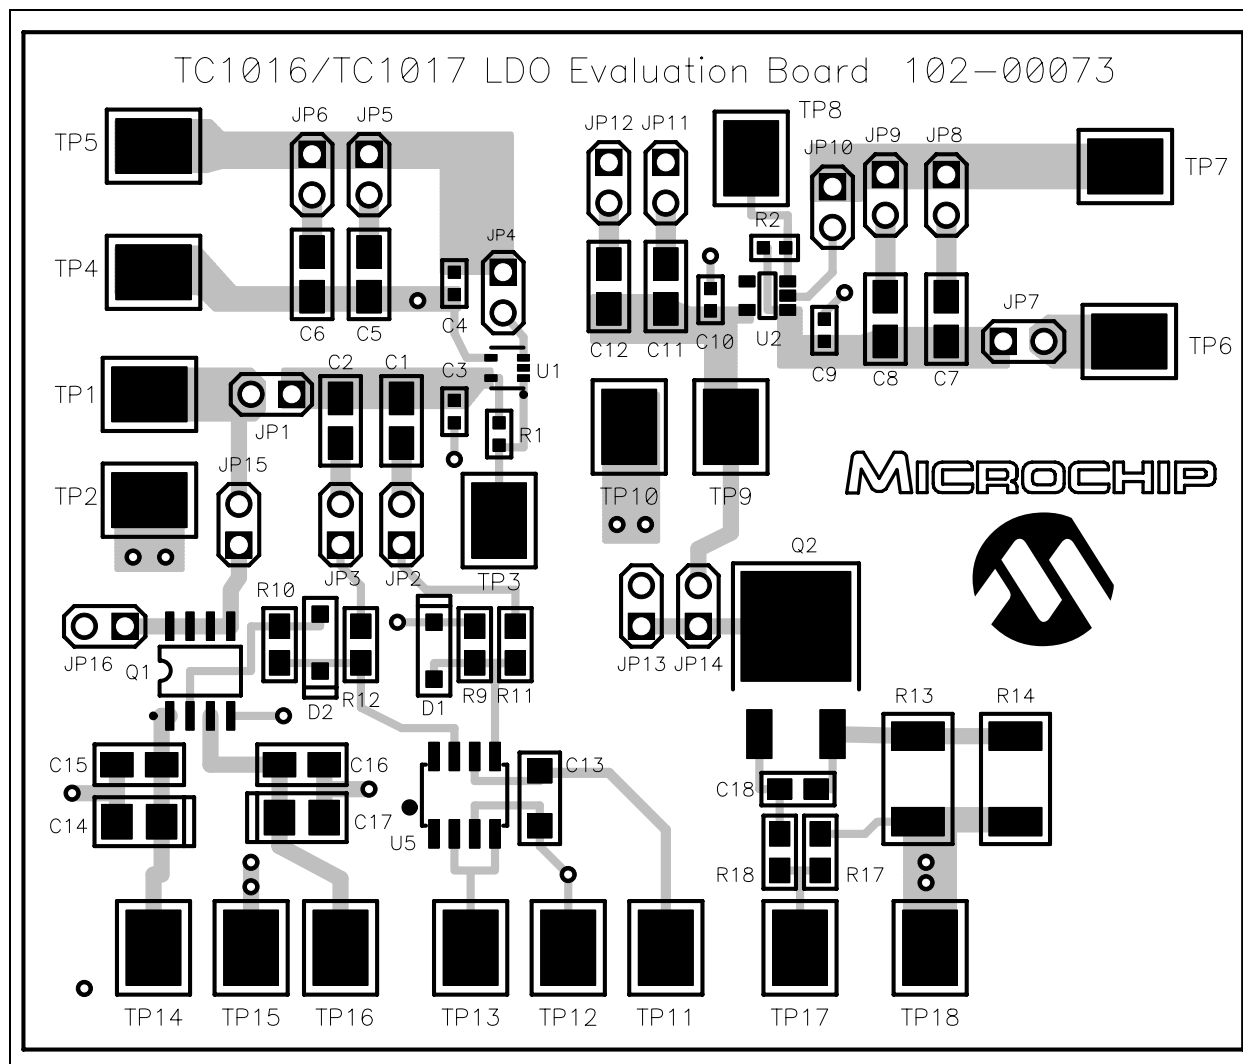 TC1016/TC1017 LDO Evaluation Board 102-00073
TP5
JP6
JP5
JP12
JP11
TP8
JP10
JP9
JP8
TP7
TP4
JP4
R2
C6
C5
C4
C12
C11
C10
U2
C9
C8
C7
JP7
TP6
TP1
JP1
C2
C1
C3
U1
R1
TP2
JP15
TP10
TP9
MICROCHIP
JP3
JP2
TP3
Q2
R10
JP16
Q1
D2
R12
D1
R9
R11
JP13
JP14
R13
R14
C15
C16
C13
C18
C14
C17
U5
R18
R17
TP14
TP15
TP16
TP13
TP12
TP11
TP17
TP18